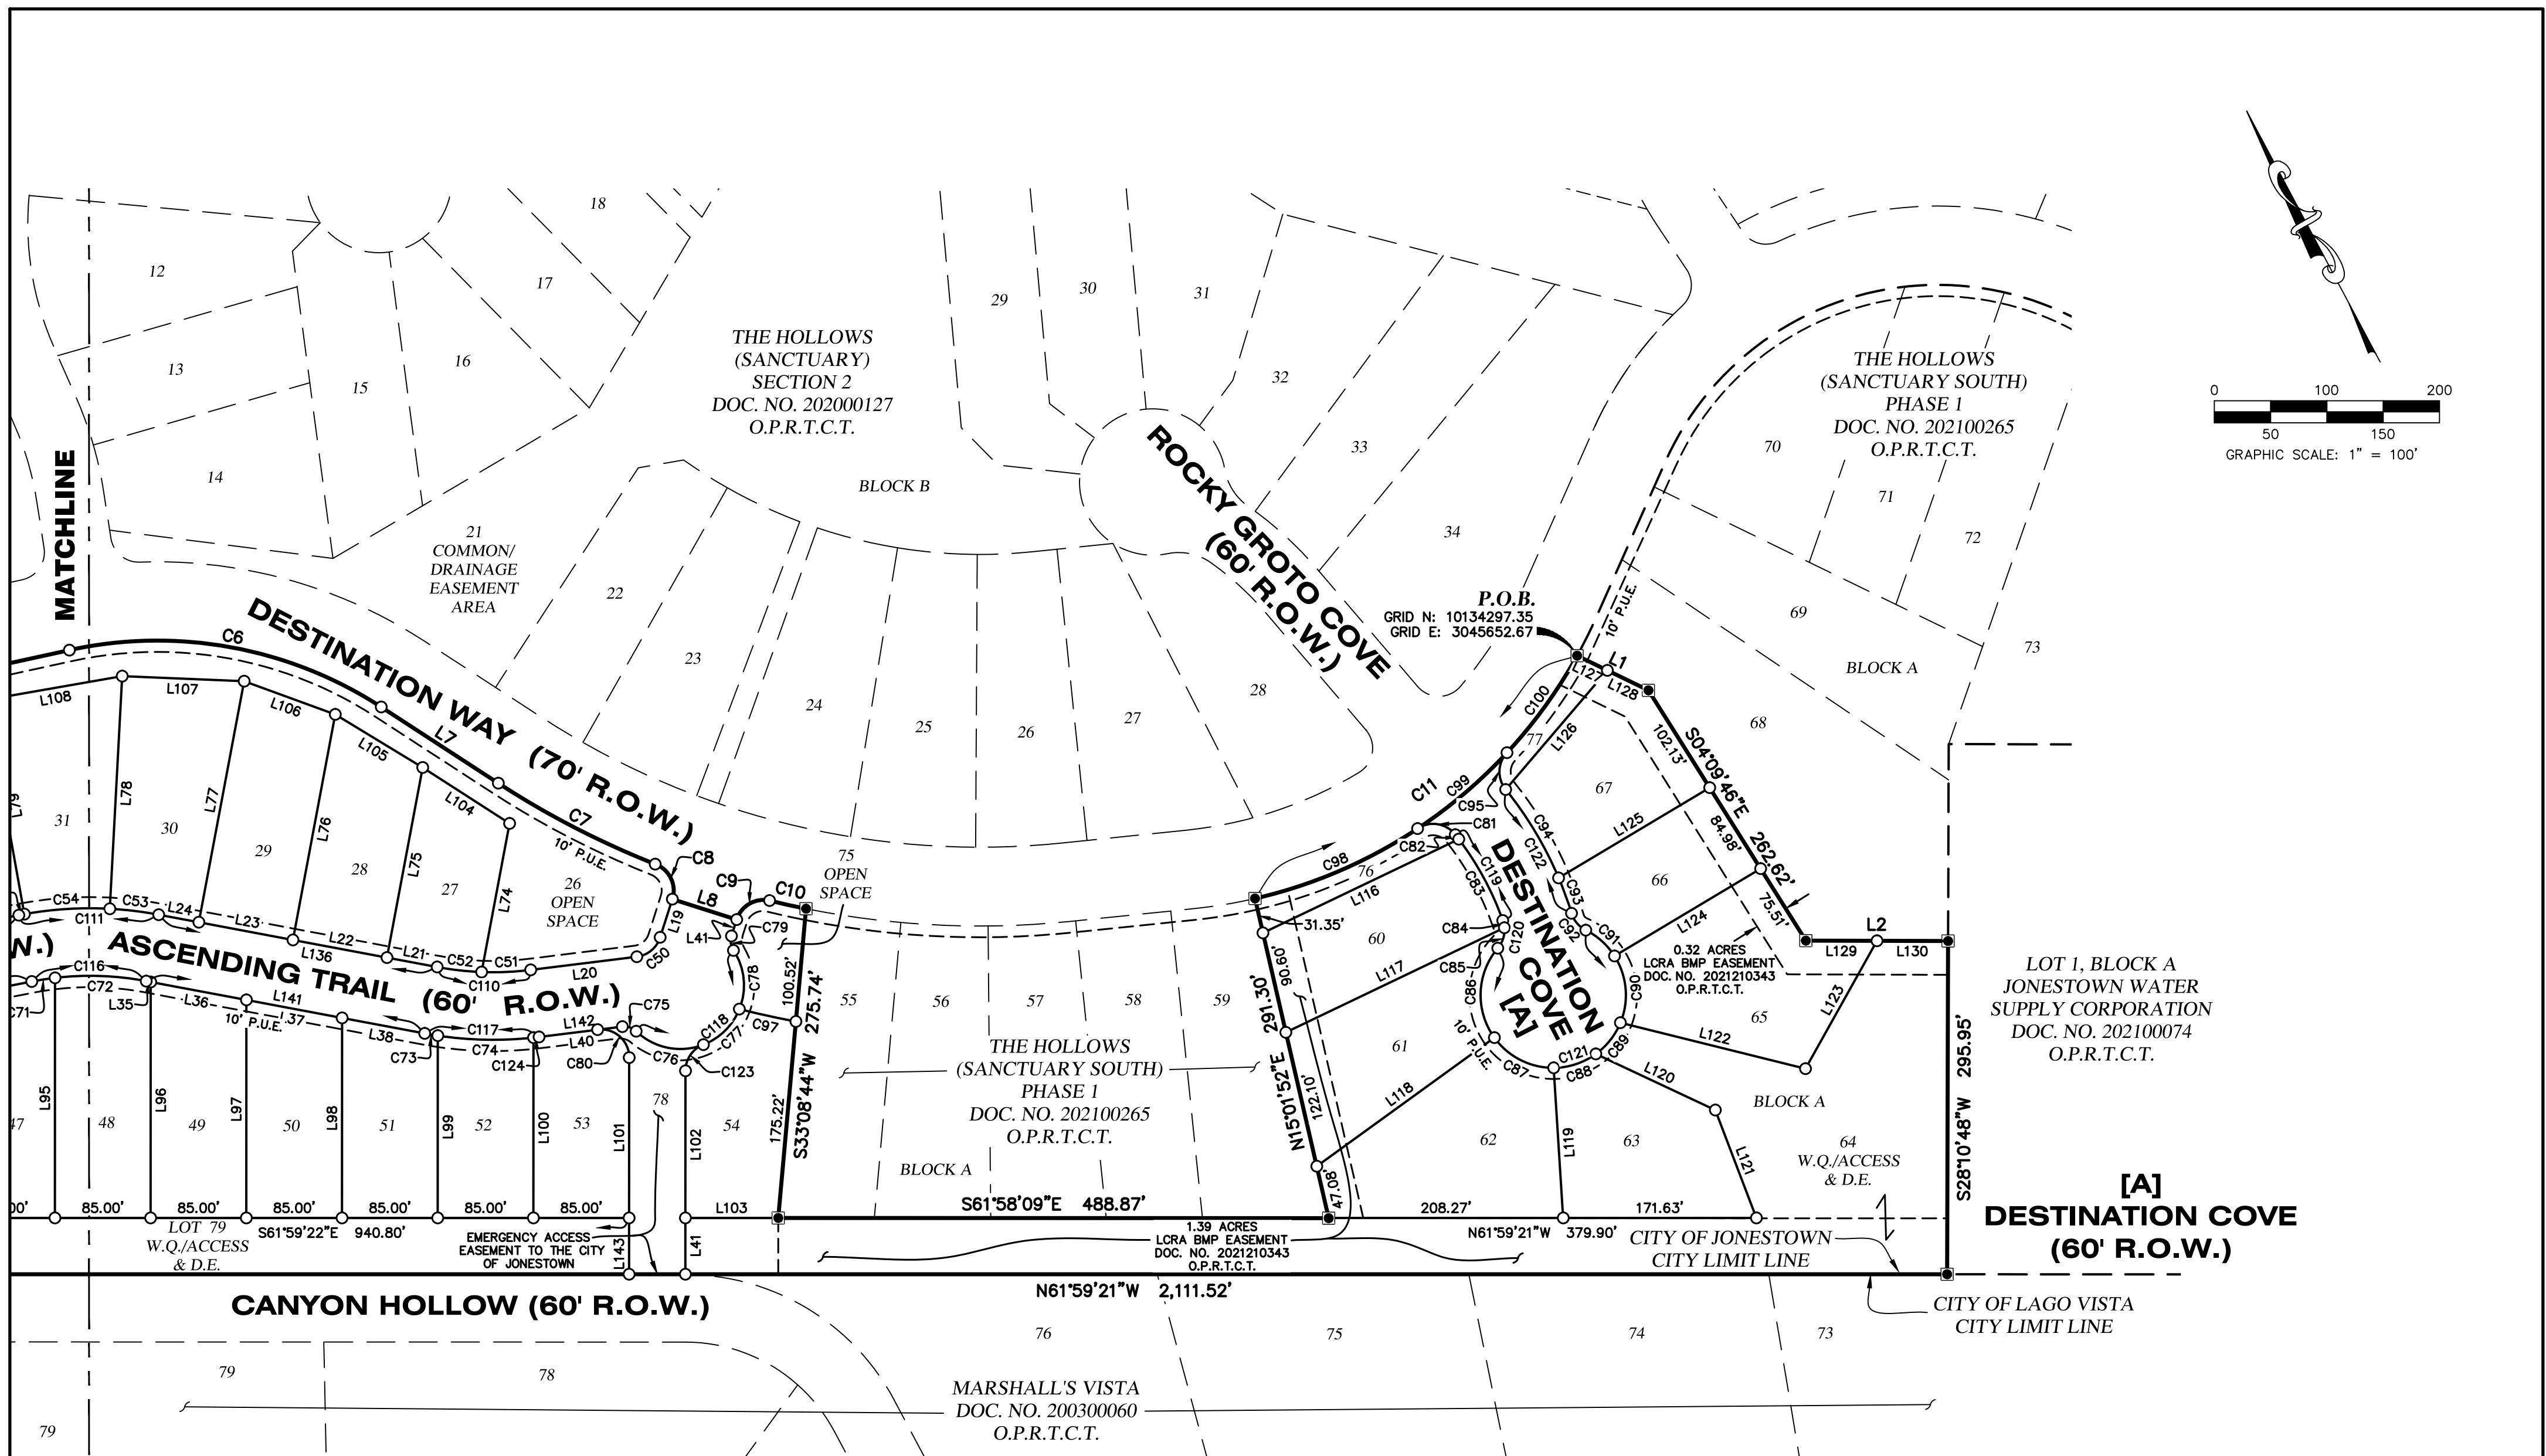 18
12
17
29
30
31
THE HOLLOWS
(SANCTUARY)
SECTION 2
DOC. NO. 202000127
O.P.R.T.C.T.
13
15
16
32
14
BLOCK B
33
34
THE HOLLOWS
(SANCTUARY SOUTH)
PHASE 1
DOC. NO. 202100265
O.P.R.T.C.T.
70
71
72
0 100 200
50 150
GRAPHIC SCALE: 1" = 100'
MATCHLINE
21
COMMON/
DRAINAGE
EASEMENT
AREA
22
23
24
25
26
27
28
ROCKY GROTO COVE
(60' R.O.W.)
P.O.B.
GRID N: 10134297.35
GRID E: 3045652.67
10' P.U.E.
69
73
BLOCK A
68
C6
DESTINATION WAY (70' R.O.W.)
L7
C7
10' P.U.E.
C8
L8
C9
C10
75
OPEN
SPACE
L108
L107
L106
L105
L104
L79
L78
L77
L76
L75
L74
31
30
29
28
27
26
OPEN
SPACE
L19
C54
C111
C53
L24
L23
L22
L136
L21
C52
C51
C110
L20
C50
L41
C79
C78
W.)
ASCENDING TRAIL (60' R.O.W.)
C116
C72
C71
L35
L36
L141
10' P.U.E.
L37
L38
C117
C73
C74
C124
L142
L40
C80
C75
C76
C118
C77
C123
C97
100.52'
275.74'
175.22'
S33°08'44"W
L95
L96
L97
L98
L99
L100
L101
L102
47
48
49
50
51
52
53
78
54
00'
85.00'
85.00'
85.00'
85.00'
85.00'
85.00'
L103
LOT 79
W.Q./ACCESS
& D.E.
S61°59'22"E 940.80'
EMERGENCY ACCESS
EASEMENT TO THE CITY
OF JONESTOWN
L143
L41
55
56
57
58
59
THE HOLLOWS
(SANCTUARY SOUTH)
PHASE 1
DOC. NO. 202100265
O.P.R.T.C.T.
BLOCK A
S61°58'09"E 488.87'
1.39 ACRES
LCRA BMP EASEMENT
DOC. NO. 2021210343
O.P.R.T.C.T.
L1
L127
L128
C100
C11
C99
C98
77
L126
C95
C81
C82
76
L116
31.35'
C94
C122
C119
C83
C93
C84
C120
C92
C91
C85
C86
C90
10' P.U.E.
C87
C121
C88
C89
DESTINATION
COVE
[A]
67
66
65
60
61
62
63
L125
L124
L117
L118
L119
L120
L121
L122
L123
90.60'
291.30'
N15°01'52"E
122.10'
47.08'
102.13'
S04°09'46"E 262.62'
84.98'
75.51'
L2
L129
L130
0.32 ACRES
LCRA BMP EASEMENT
DOC. NO. 2021210343
O.P.R.T.C.T.
LOT 1, BLOCK A
JONESTOWN WATER
SUPPLY CORPORATION
DOC. NO. 202100074
O.P.R.T.C.T.
BLOCK A
64
W.Q./ACCESS
& D.E.
S28°10'48"W 295.95'
208.27'
171.63'
N61°59'21"W 379.90'
CITY OF JONESTOWN
CITY LIMIT LINE
[A]
DESTINATION COVE
(60' R.O.W.)
CANYON HOLLOW (60' R.O.W.)
N61°59'21"W 2,111.52'
CITY OF LAGO VISTA
CITY LIMIT LINE
76
75
74
73
79
78
79
MARSHALL'S VISTA
DOC. NO. 200300060
O.P.R.T.C.T.